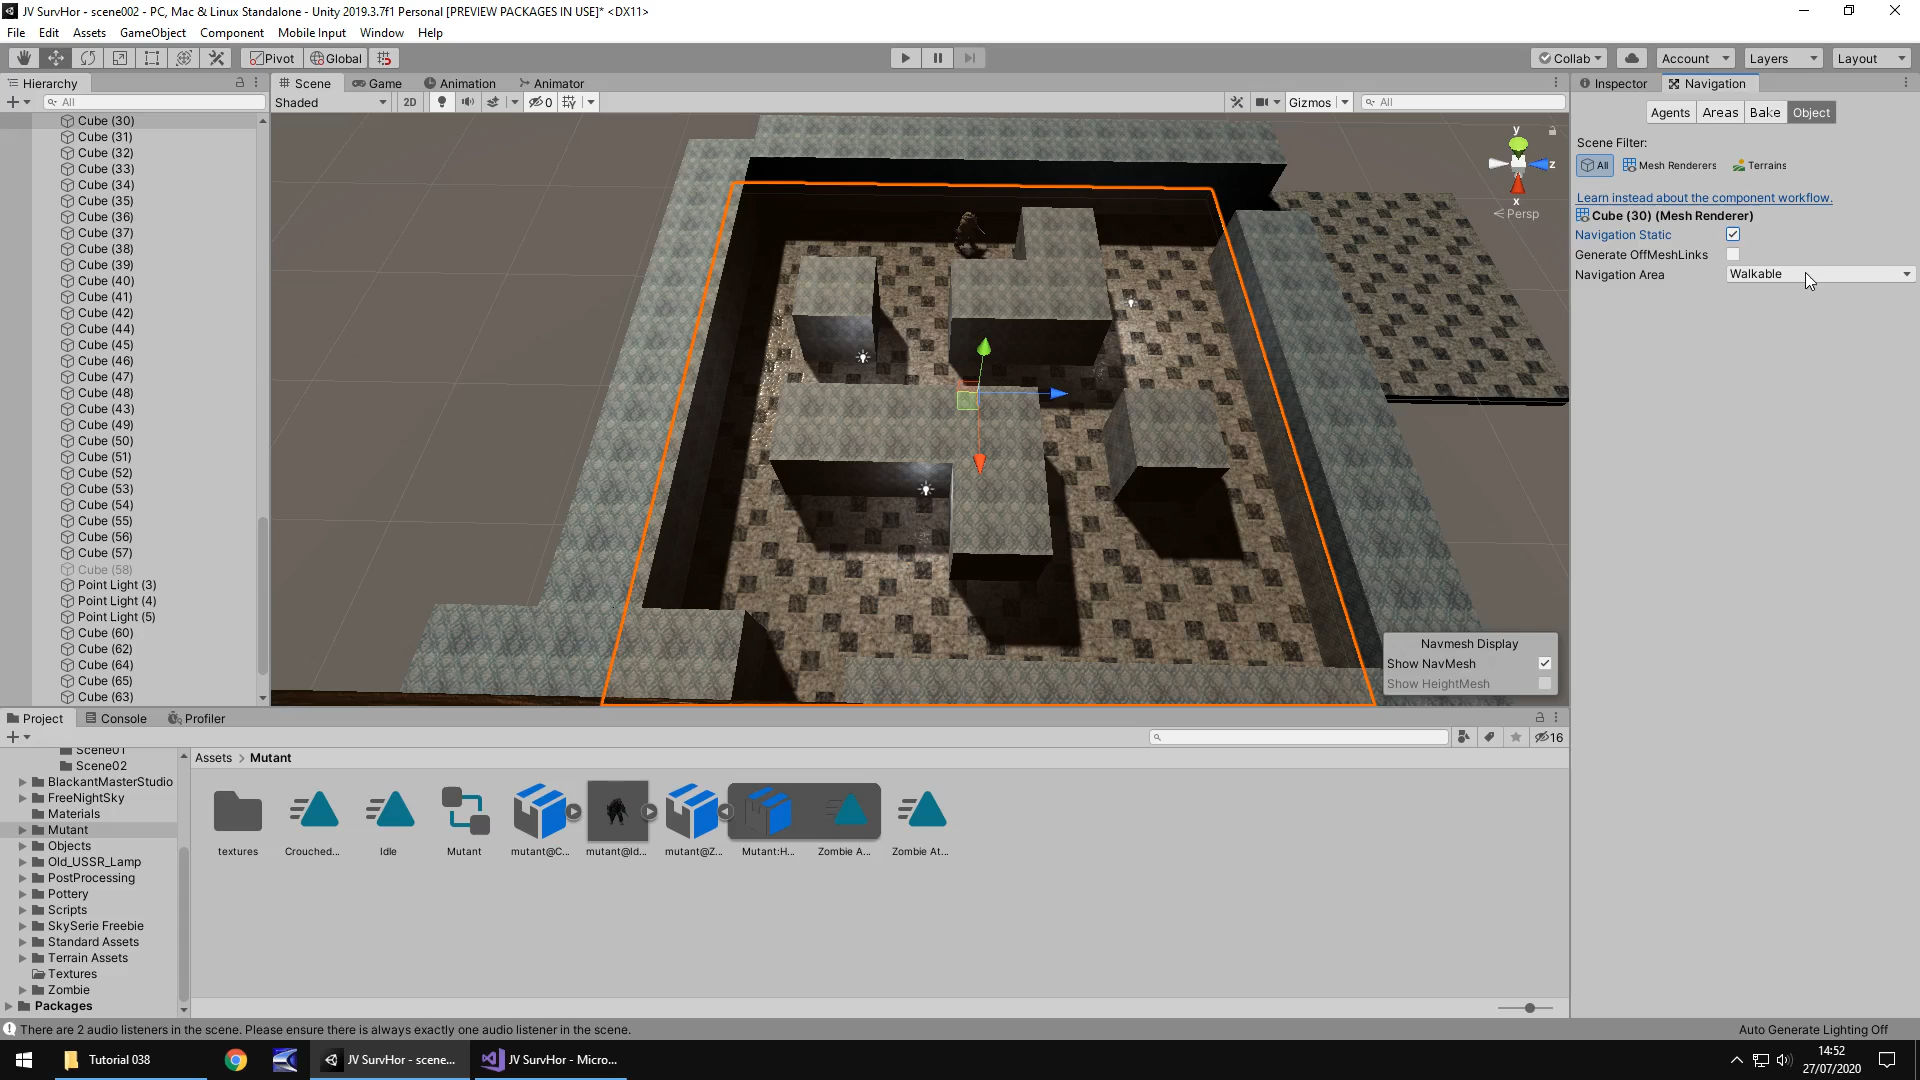 JV SurvHor - scene002 - PC, Mac & Linux Standalone - Unity 2019.3.7f1 Personal [PREVIEW PACKAGES IN USE]* <DX11>
File Edit Assets GameObject Component Mobile Input Window Help
Pivot Global Collab Account Layers Layout
Hierarchy
All
Cube (30)
Cube (31)
Cube (32)
Cube (33)
Cube (34)
Cube (35)
Cube (36)
Cube (37)
Cube (38)
Cube (39)
Cube (40)
Cube (41)
Cube (42)
Cube (44)
Cube (45)
Cube (46)
Cube (47)
Cube (48)
Cube (43)
Cube (49)
Cube (50)
Cube (51)
Cube (52)
Cube (53)
Cube (54)
Cube (55)
Cube (56)
Cube (57)
Cube (58)
Point Light (3)
Point Light (4)
Point Light (5)
Cube (60)
Cube (62)
Cube (64)
Cube (65)
Cube (63)
Scene Game Animation Animator
Shaded 2D 0 Gizmos All
y
z
x
Persp
Navmesh Display
Show NavMesh
Show HeightMesh
Inspector Navigation
Agents Areas Bake Object
Scene Filter:
All Mesh Renderers Terrains
Learn instead about the component workflow.
Cube (30) (Mesh Renderer)
Navigation Static
Generate OffMeshLinks
Navigation Area Walkable
Project Console Profiler
16
Scene01
Scene02
BlackantMasterStudio
FreeNightSky
Materials
Mutant
Objects
Old_USSR_Lamp
PostProcessing
Pottery
Scripts
SkySerie Freebie
Standard Assets
Terrain Assets
Textures
Zombie
Packages
Assets > Mutant
textures Crouched... Idle Mutant mutant@C... mutant@Id... mutant@Z... Mutant:H... Zombie A... Zombie At...
There are 2 audio listeners in the scene. Please ensure there is always exactly one audio listener in the scene.
Auto Generate Lighting Off
Tutorial 038 JV SurvHor - scene... JV SurvHor - Micro...
14:52
27/07/2020